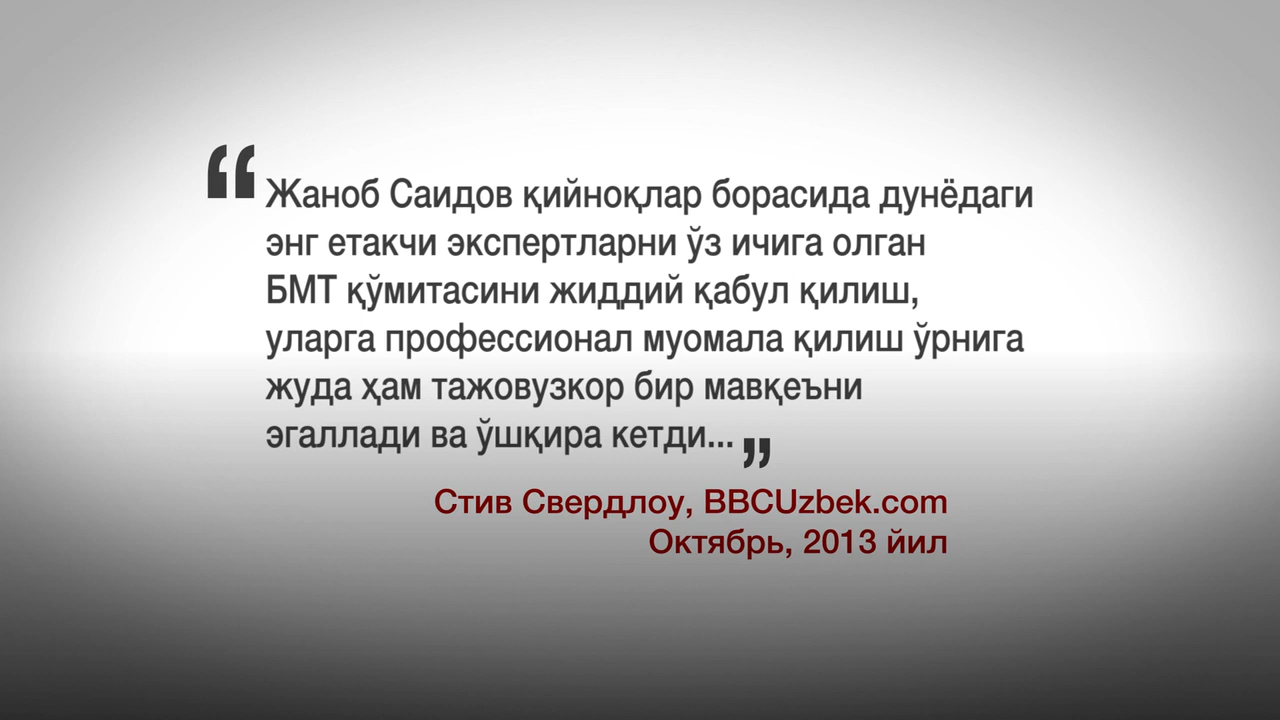 “Жаноб Саидов қийноқлар борасида дунёдаги
энг етакчи экспертларни ўз ичига олган
БМТ қўмитасини жиддий қабул қилиш,
уларга профессионал муомала қилиш ўрнига
жуда ҳам тажовузкор бир мавқеъни
эгаллади ва ўшқира кетди...”
Стив Свердлоу, BBCUzbek.com
Октябрь, 2013 йил